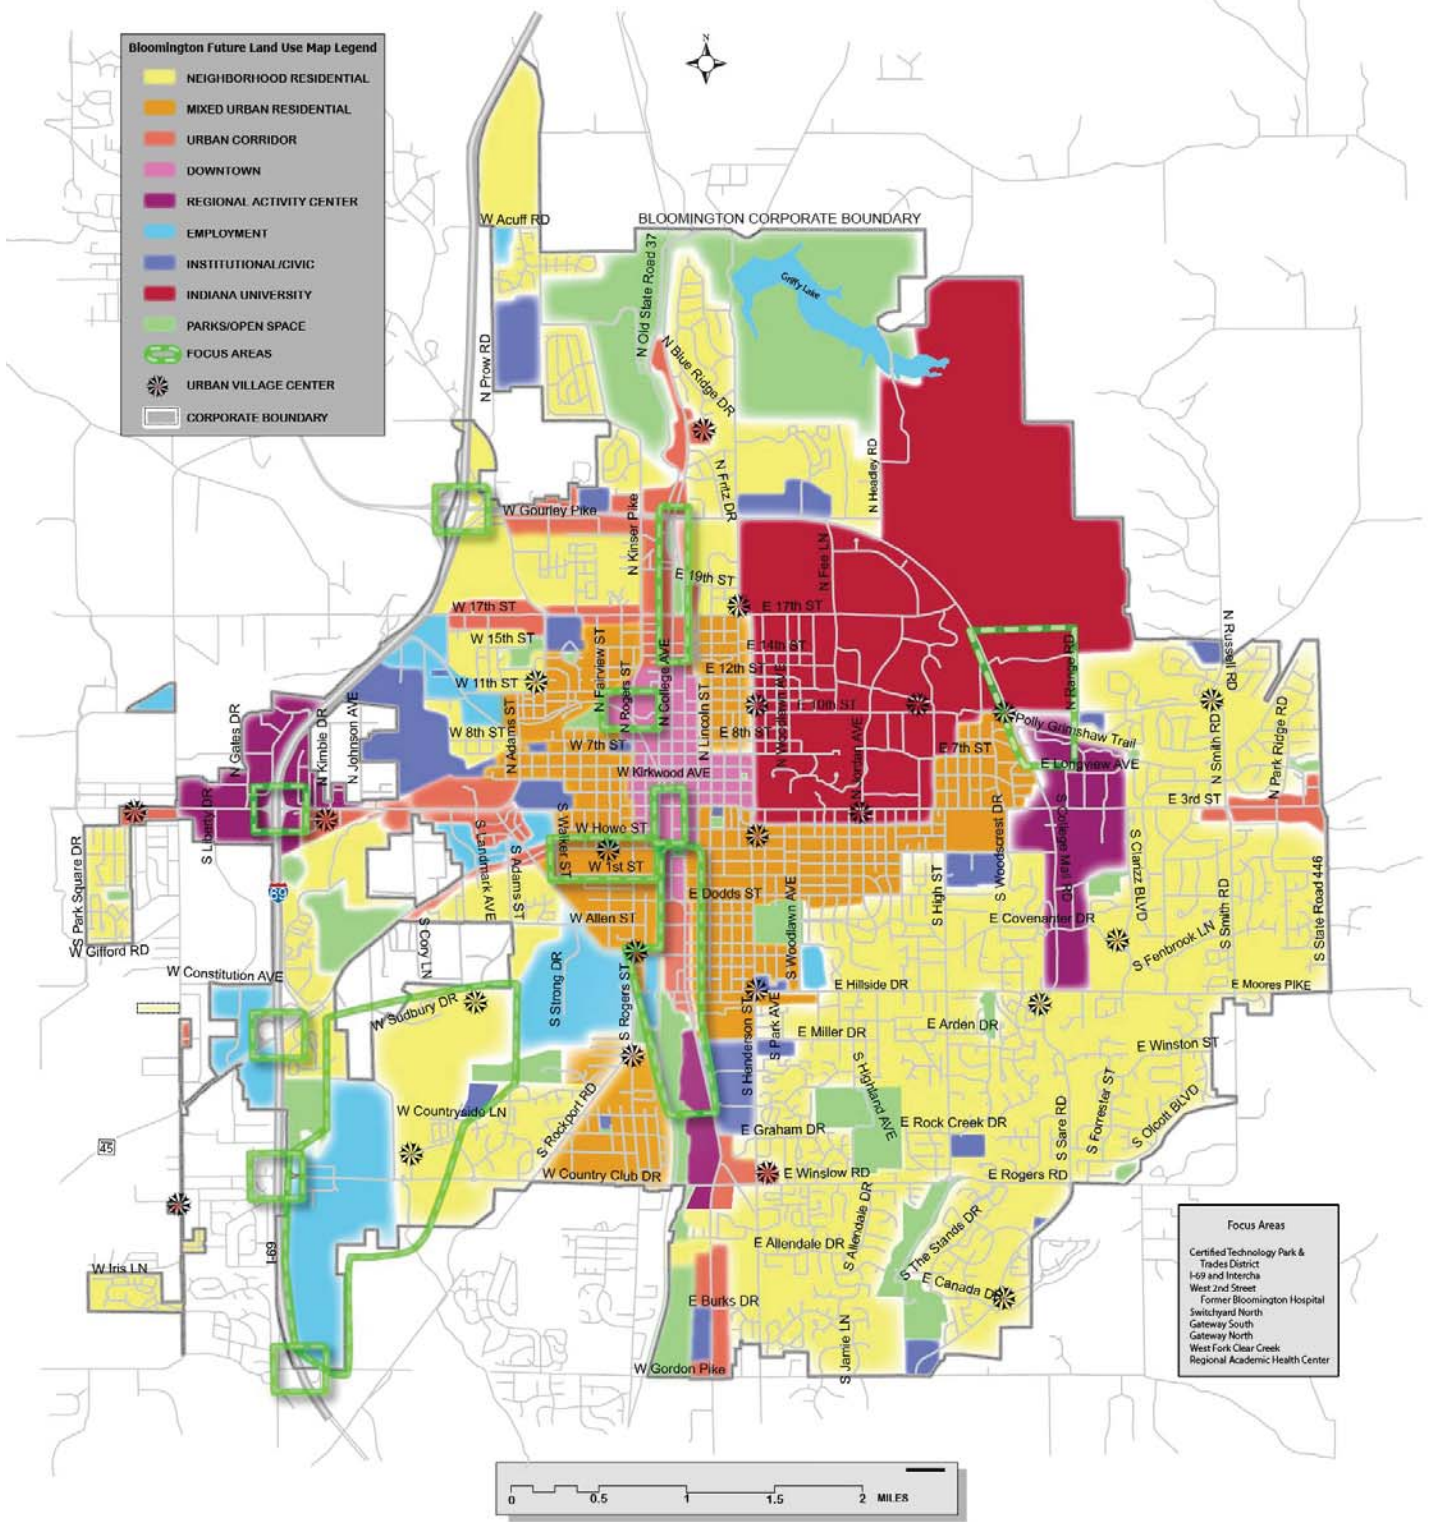 N
Bloomington Future Land Use Map Legend
NEIGHBORHOOD RESIDENTIAL
MIXED URBAN RESIDENTIAL
URBAN CORRIDOR
DOWNTOWN
REGIONAL ACTIVITY CENTER
EMPLOYMENT
INSTITUTIONAL/CIVIC
INDIANA UNIVERSITY
PARKS/OPEN SPACE
FOCUS AREAS
URBAN VILLAGE CENTER
CORPORATE BOUNDARY
W Acuff RD
BLOOMINGTON CORPORATE BOUNDARY
N Old State Road 37
Griffy Lake
N Prow RD
N Blue Ridge DR
N Headley RD
N Fritz DR
W Gourley Pike
N Kinser Pike
N Fee LN
E 19th ST
W 17th ST
E 17th ST
W 15th ST
N Fairview ST
E 14th ST
N Range RD
N Russell RD
E 12th ST
W 11th ST
N Rogers ST
N College AVE
N Lincoln ST
N Woodlawn AVE
E 10th ST
Polly Grimshaw Trail
N Gates DR
N Kimble DR
N Johnson AVE
W 8th ST
N Adams ST
W 7th ST
E 8th ST
N Jordan AVE
E 7th ST
E Longview AVE
N Smith RD
N Park Ridge RD
W Kirkwood AVE
E 3rd ST
S Liberty DR
W Howe ST
S Walker ST
S Park Square DR
S Landmark AVE
S Adams ST
W 1st ST
69
E Dodds ST
S High ST
S Woodscrest DR
S College Mall RD
S Clarizz BLVD
S Woodlawn AVE
W Allen ST
E Covenanter DR
S Smith RD
S State Road 446
W Gifford RD
S Cory LN
S Fenbrook LN
W Constitution AVE
S Strong DR
S Rogers ST
E Hillside DR
E Moores PIKE
W Sudbury DR
S Henderson ST
S Park AVE
E Miller DR
E Arden DR
E Winston ST
S Highland AVE
W Countryside LN
S Rockport RD
E Graham DR
E Rock Creek DR
S Sare RD
S Forrester ST
S Olcott BLVD
45
W Country Club DR
E Winslow RD
E Rogers RD
S Allendale DR
E Allendale DR
S The Stands DR
I-69
W Iris LN
E Canada DR
E Burks DR
S Jamie LN
W Gordon Pike
Focus Areas
Certified Technology Park &
Trades District
I-69 and Intercha
West 2nd Street
Former Bloomington Hospital
Switchyard North
Gateway South
Gateway North
West Fork Clear Creek
Regional Academic Health Center
0 0.5 1 1.5 2 MILES